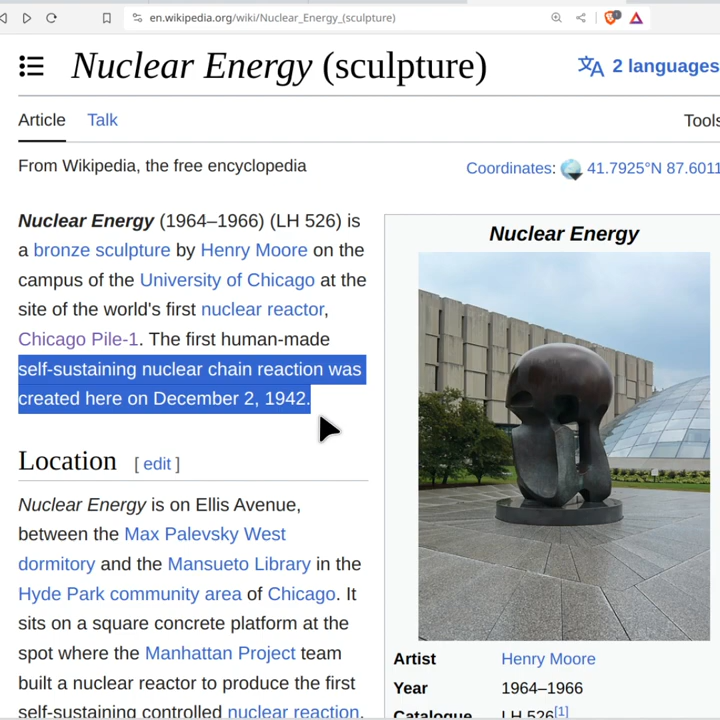 en.wikipedia.org/wiki/Nuclear_Energy_(sculpture)
Nuclear Energy (sculpture)
2 languages
Article Talk
Tools
From Wikipedia, the free encyclopedia
Coordinates: 41.7925°N 87.6011
Nuclear Energy (1964–1966) (LH 526) is
a bronze sculpture by Henry Moore on the
campus of the University of Chicago at the
site of the world's first nuclear reactor,
Chicago Pile-1. The first human-made
self-sustaining nuclear chain reaction was
created here on December 2, 1942.
Location [ edit ]
Nuclear Energy is on Ellis Avenue,
between the Max Palevsky West
dormitory and the Mansueto Library in the
Hyde Park community area of Chicago. It
sits on a square concrete platform at the
spot where the Manhattan Project team
built a nuclear reactor to produce the first
self-sustaining controlled nuclear reaction.
Nuclear Energy
Artist Henry Moore
Year 1964–1966
Catalogue LH 526[1]